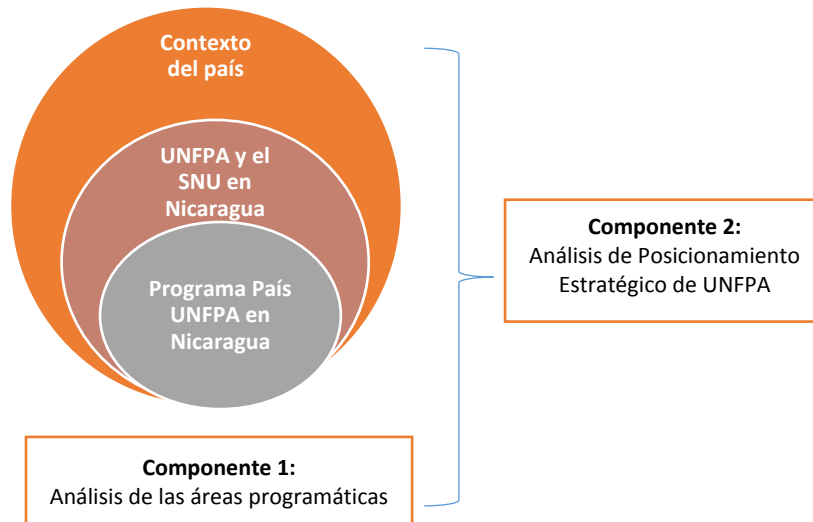 Contexto
del país
UNFPA y el
SNU en
Nicaragua
Programa País
UNFPA en
Nicaragua
Componente 2:
Análisis de Posicionamiento
Estratégico de UNFPA
Componente 1:
Análisis de las áreas programáticas